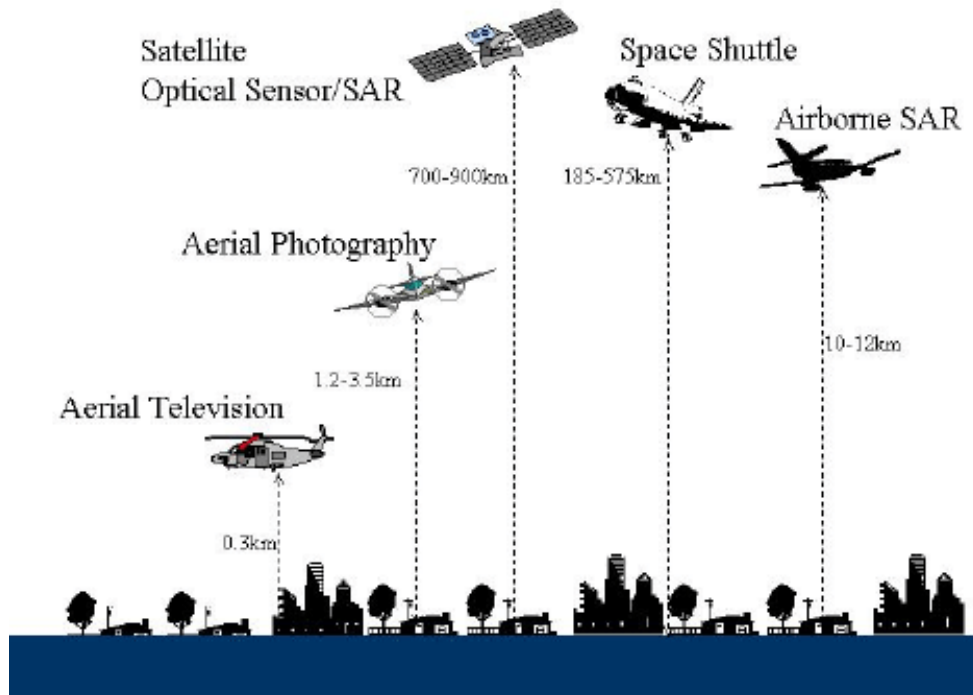 Satellite
Optical Sensor/SAR
Space Shuttle
Airborne SAR
700-900km
185-575km
Aerial Photography
10-12km
1.2-3.5km
Aerial Television
0.3km